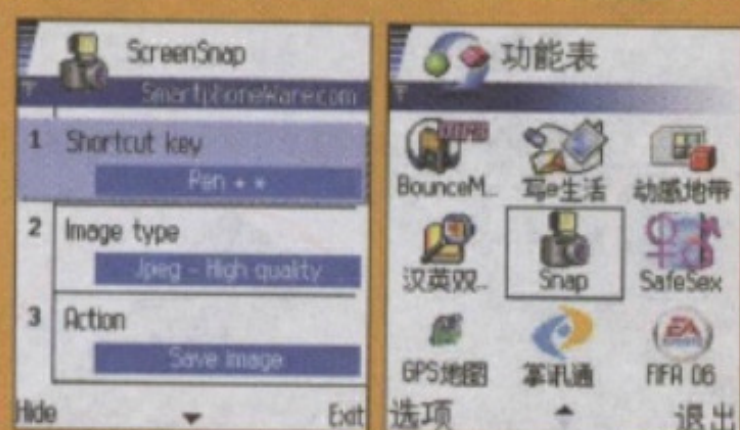 ScreenSnap
SmartphoneWare.com
1 Shortcut key
Pen + *
2 Image type
Jpeg - High quality
3 Action
Save image
Hide
Exit
功能表
BounceM..
写e生活
动感地带
汉英双..
Snap
SafeSex
GPS地图
掌讯通
EA
FIFA 06
选项
退出